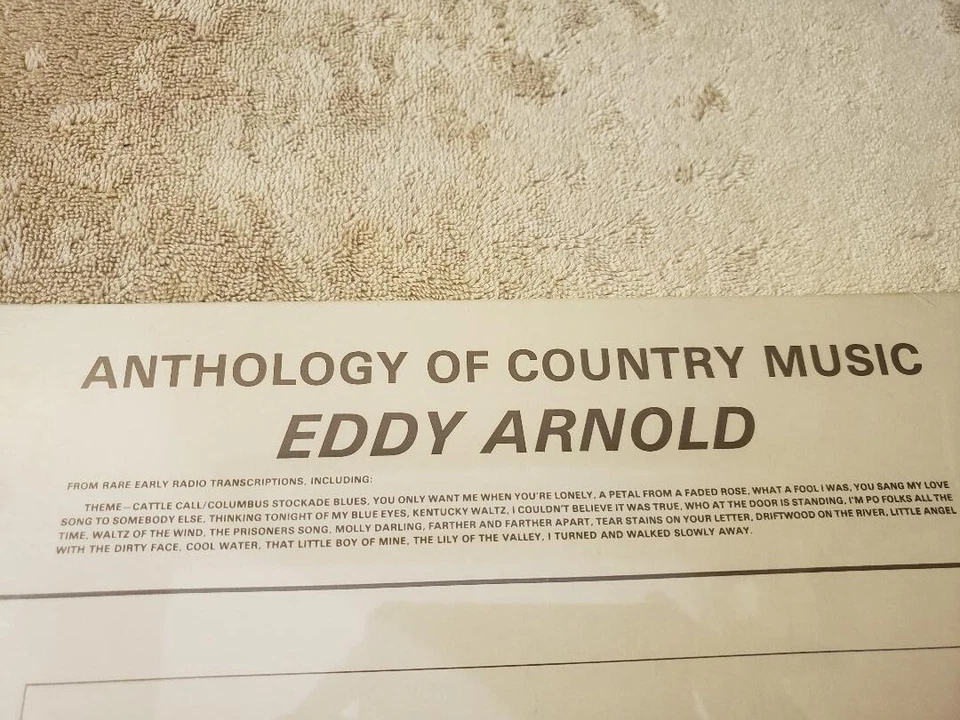 ANTHOLOGY OF COUNTRY MUSIC
EDDY ARNOLD
FROM RARE EARLY RADIO TRANSCRIPTIONS, INCLUDING:
THEME—CATTLE CALL/COLUMBUS STOCKADE BLUES, YOU ONLY WANT ME WHEN YOU'RE LONELY, A PETAL FROM A FADED ROSE, WHAT A FOOL I WAS, YOU SANG MY LOVE
SONG TO SOMEBODY ELSE, THINKING TONIGHT OF MY BLUE EYES, KENTUCKY WALTZ, I COULDN'T BELIEVE IT WAS TRUE, WHO AT THE DOOR IS STANDING, I'M PO FOLKS ALL THE
TIME, WALTZ OF THE WIND, THE PRISONERS SONG, MOLLY DARLING, FARTHER AND FARTHER APART, TEAR STAINS ON YOUR LETTER, DRIFTWOOD ON THE RIVER, LITTLE ANGEL
WITH THE DIRTY FACE, COOL WATER, THAT LITTLE BOY OF MINE, THE LILY OF THE VALLEY, I TURNED AND WALKED SLOWLY AWAY.